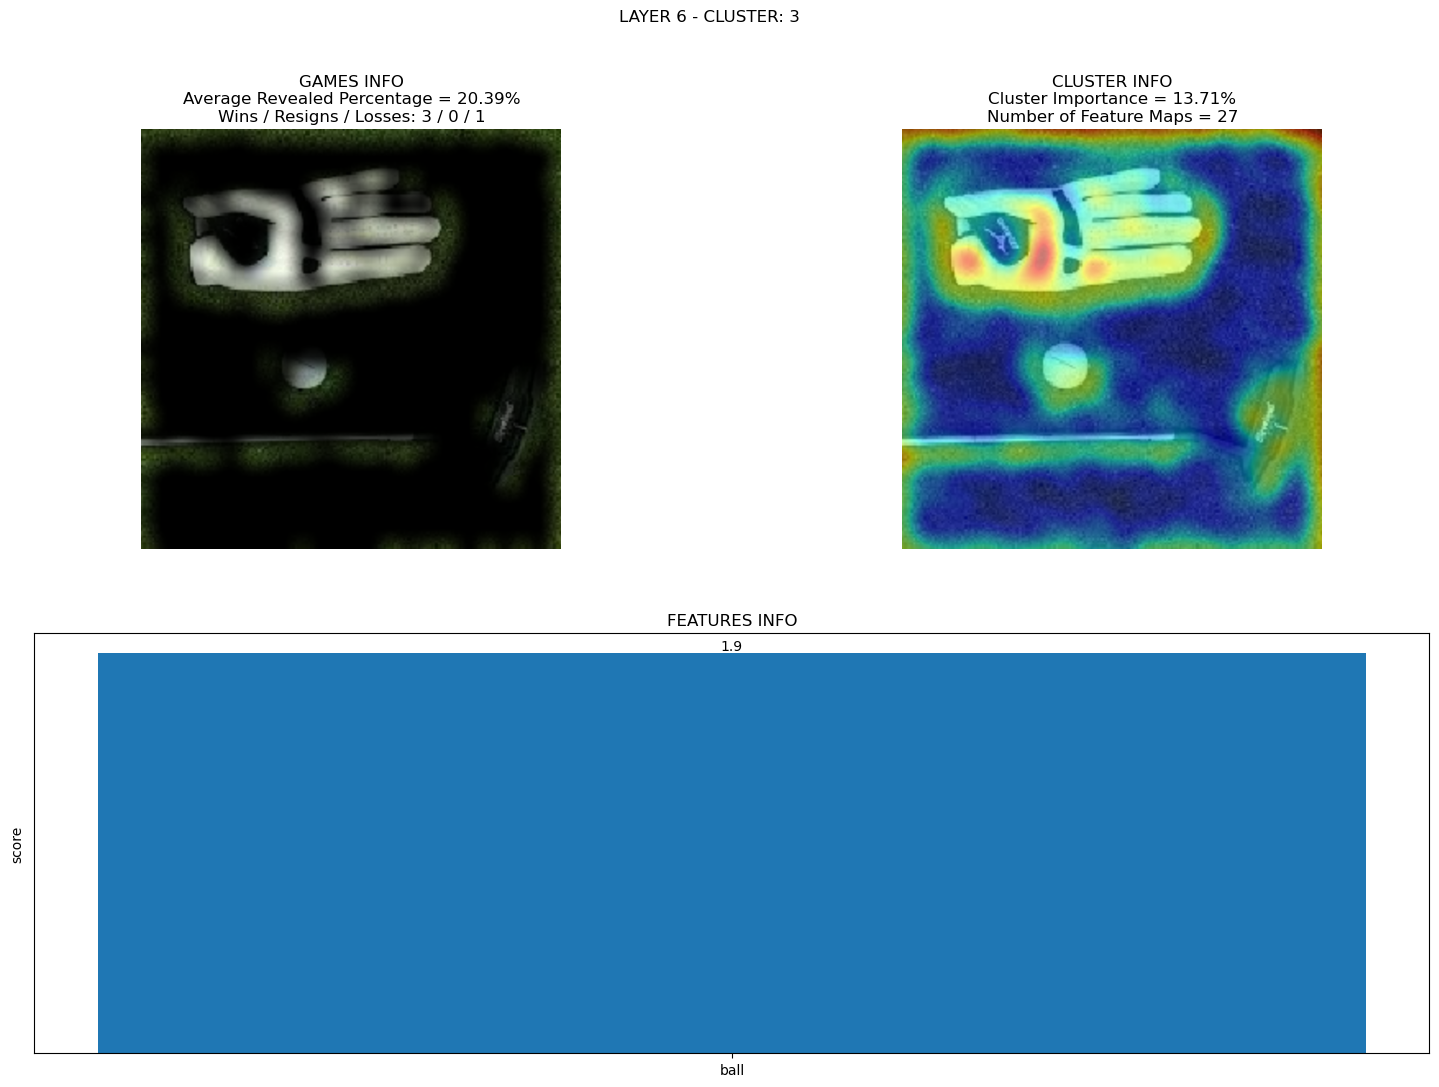 LAYER 6 - CLUSTER: 3
GAMES INFO
Average Revealed Percentage = 20.39%
Wins / Resigns / Losses: 3 / 0 / 1
CLUSTER INFO
Cluster Importance = 13.71%
Number of Feature Maps = 27
FEATURES INFO
1.9
score
ball